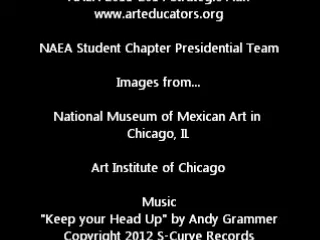 www.arteducators.org
NAEA Student Chapter Presidential Team
Images from...
National Museum of Mexican Art in
Chicago, IL
Art Institute of Chicago
Music
"Keep your Head Up" by Andy Grammer
Copyright 2012 S-Curve Records